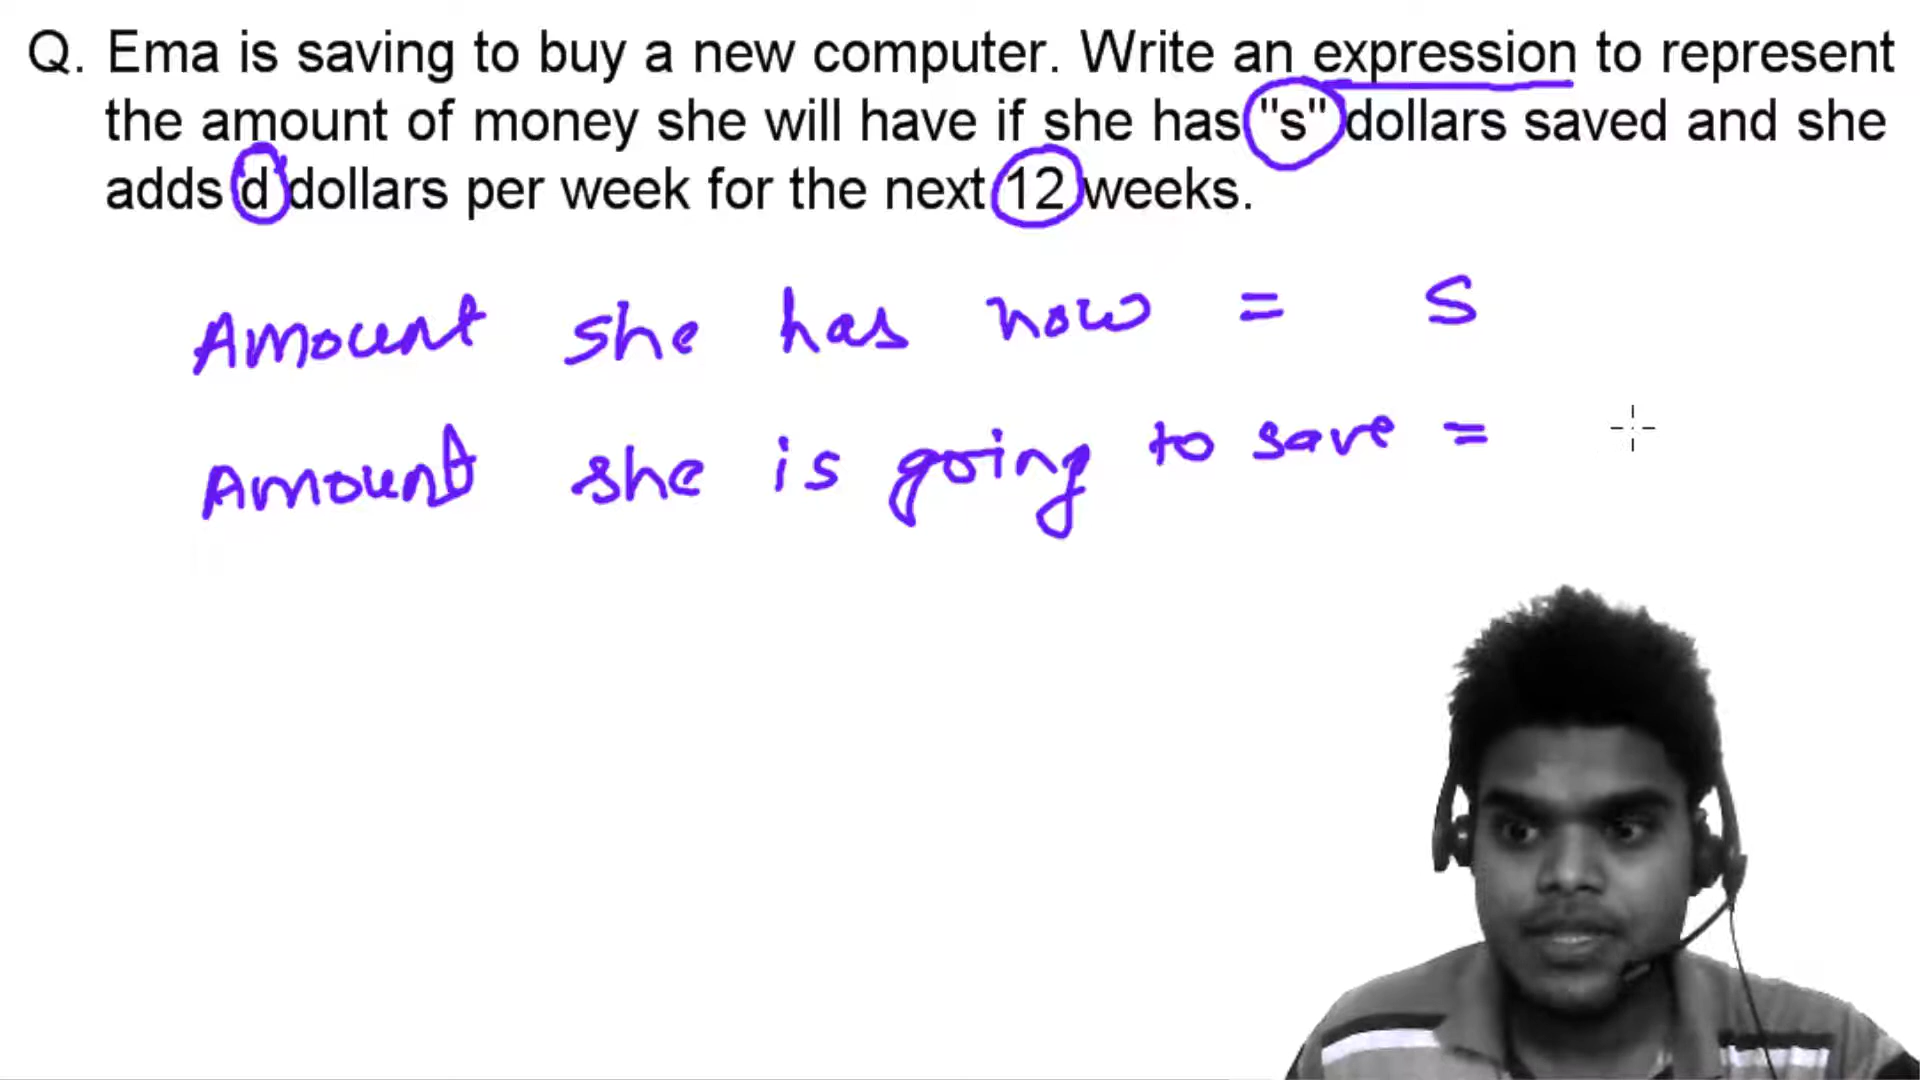 Q. Ema is saving to buy a new computer. Write an expression to represent
the amount of money she will have if she has "s" dollars saved and she
adds d dollars per week for the next 12 weeks.
Amount she has now = s
Amount she is going to save =